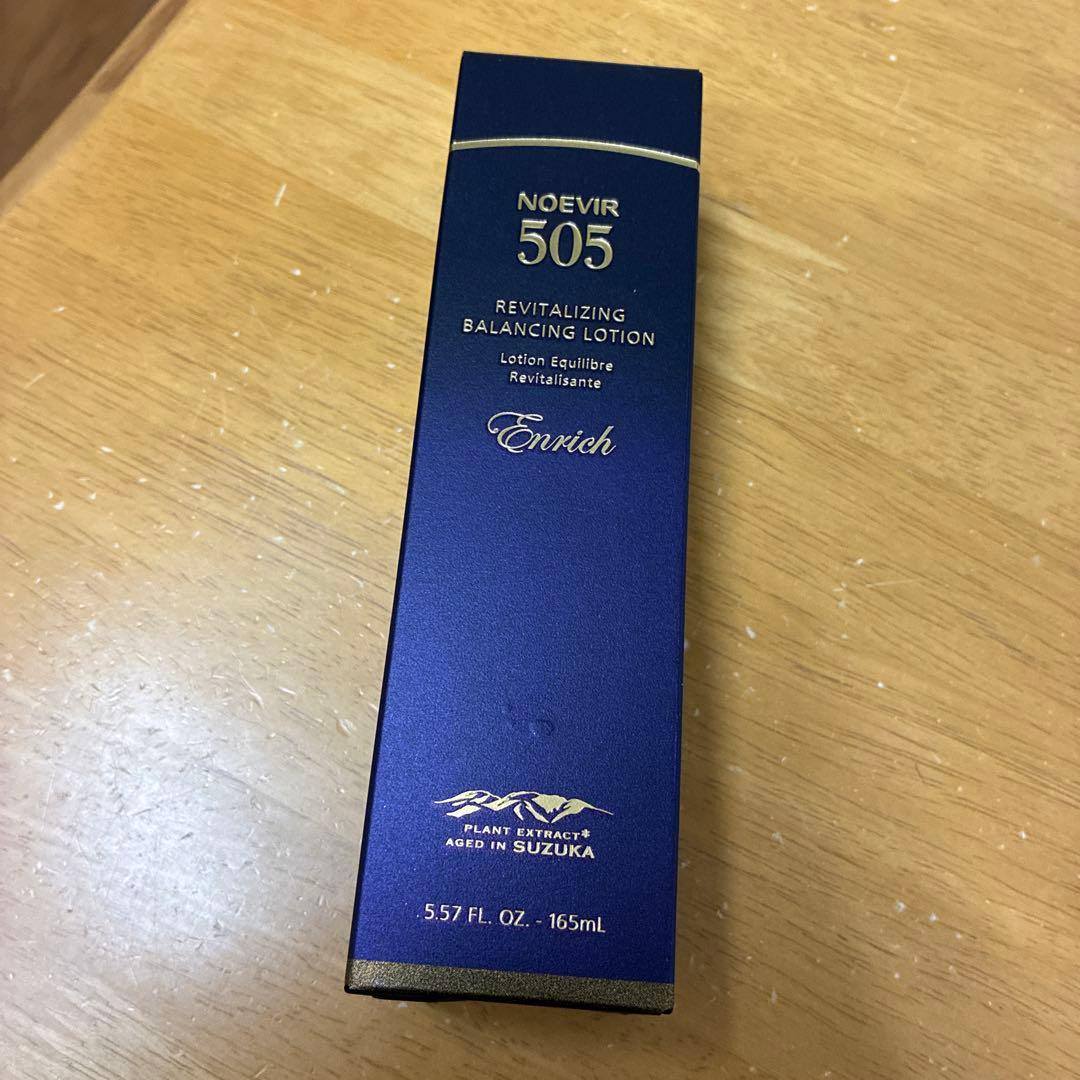 NOEVIR
505
REVITALIZING
BALANCING LOTION
Lotion Equilibre
Revitalisante
Enrich
PLANT EXTRACT*
AGED IN SUZUKA
5.57 FL. OZ. - 165mL